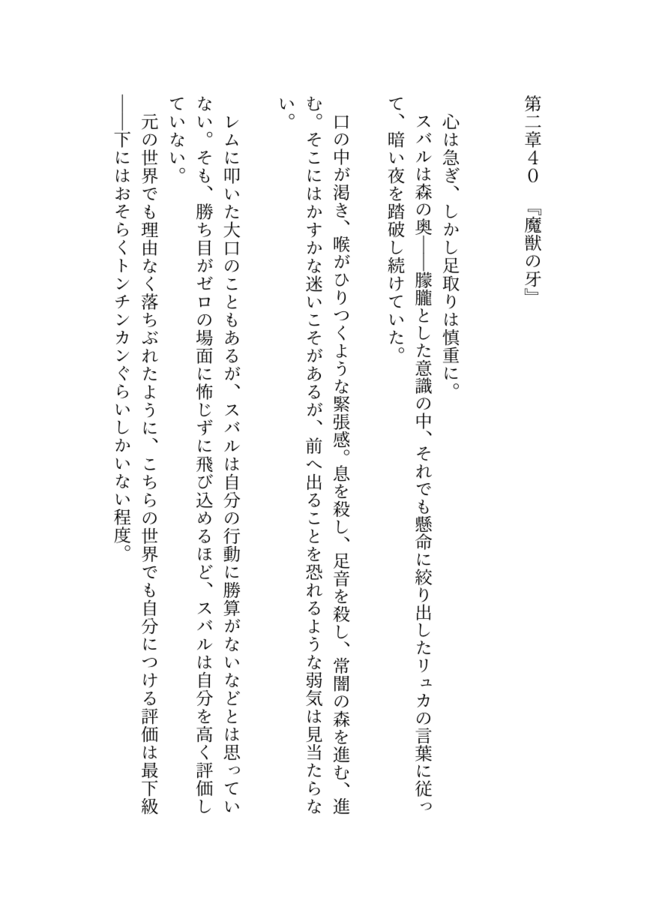 第二章４０　『魔獣の牙』
心は急ぎ、しかし足取りは慎重に。
スバルは森の奥――朦朧とした意識の中、それでも懸命に絞り出したリュカの言葉に従っ
て、暗い夜を踏破し続けていた。
口の中が渇き、喉がひりつくような緊張感。息を殺し、足音を殺し、常闇の森を進む、進
む。そこにはかすかな迷いこそがあるが、前へ出ることを恐れるような弱気は見当たらな
い。
レムに叩いた大口のこともあるが、スバルは自分の行動に勝算がないなどとは思ってい
ない。そも、勝ち目がゼロの場面に怖じずに飛び込めるほど、スバルは自分を高く評価し
ていない。
元の世界でも理由なく落ちぶれたように、こちらの世界でも自分につける評価は最下級
――下にはおそらくトンチンカンぐらいしかいない程度。